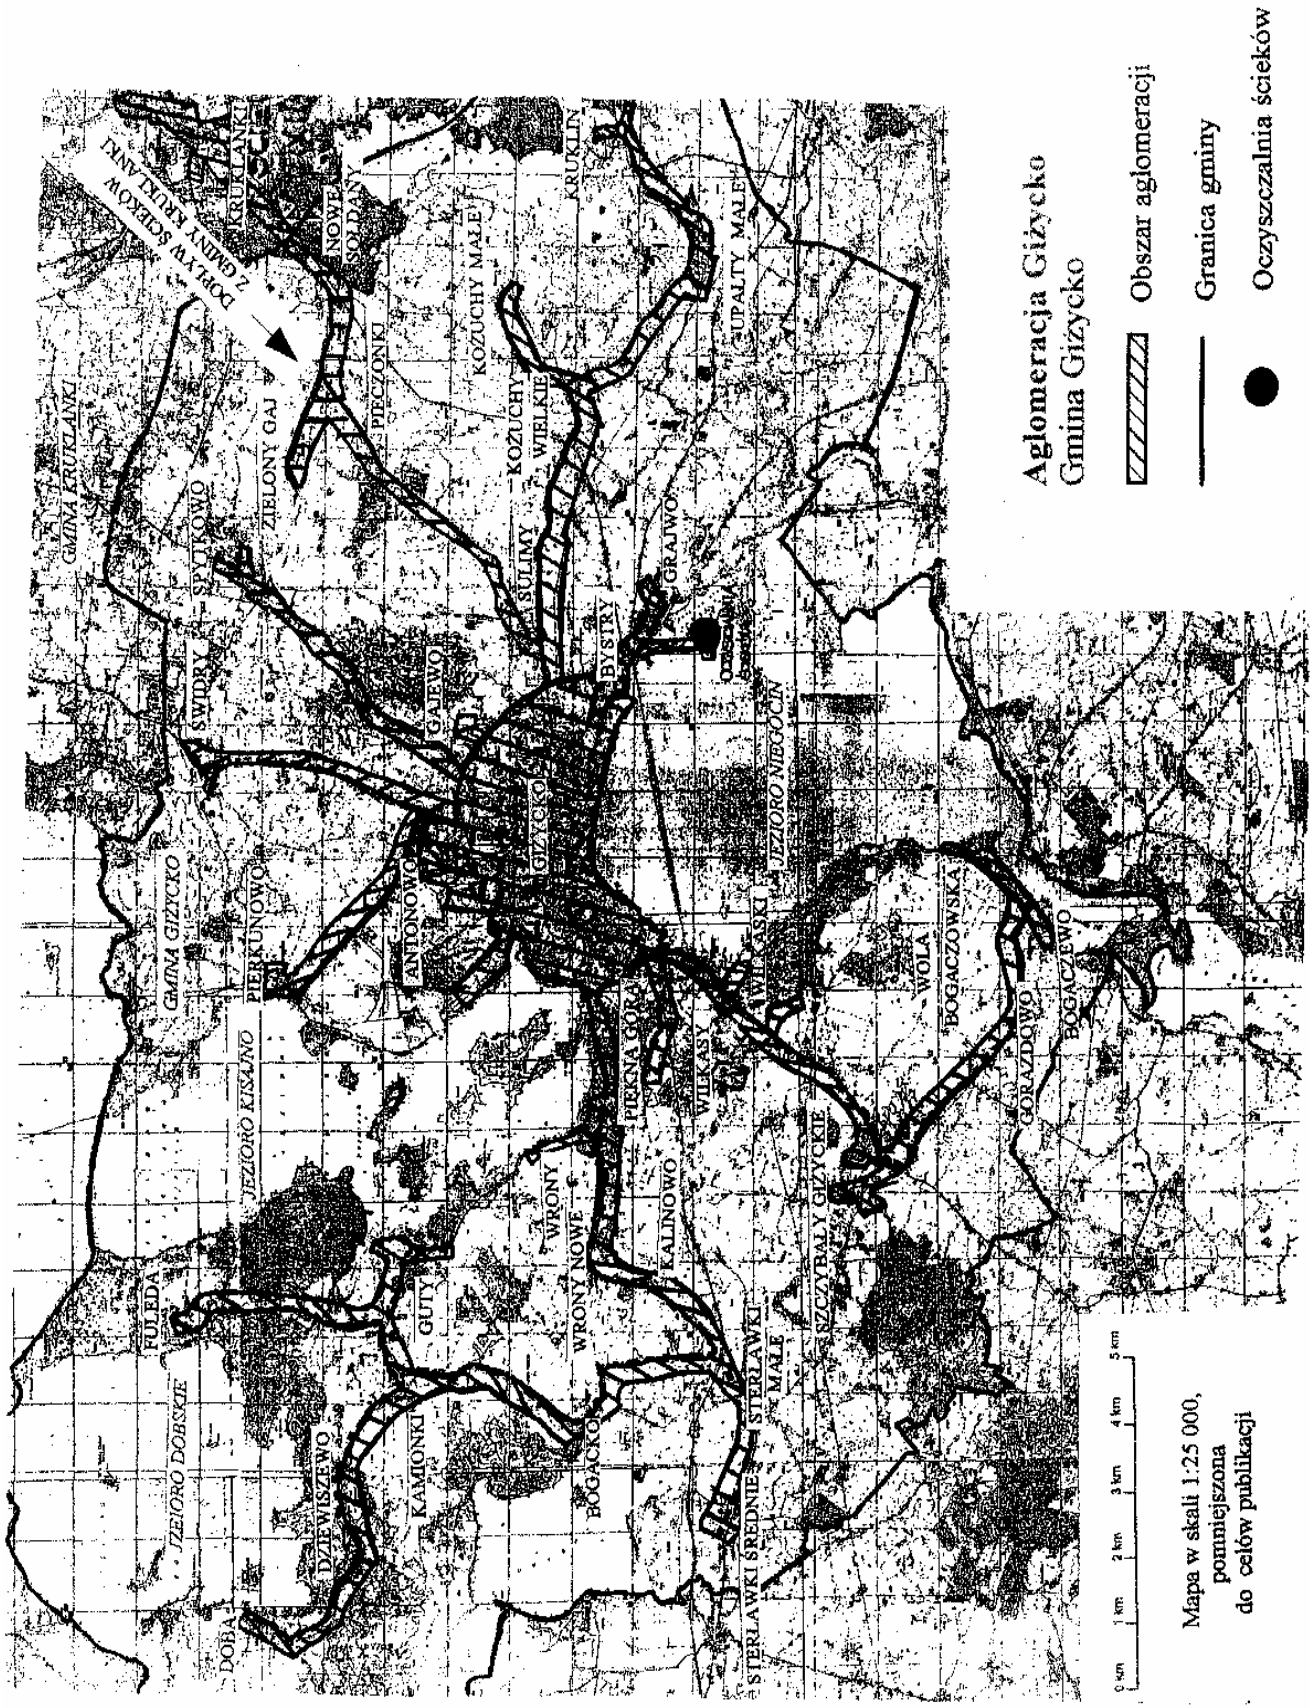 GMINA KRUKLANKI
DOPŁYW ŚCIEKÓW
Z GMINY KRUKLANKI
KRUKLANKI
NOWE
SOŁDANY
PIECZONKI
KOŻUCHY MAŁE
KRUKLIN
ZIELONY GAJ
SPYTKOWO
KOŻUCHY
WIELKIE
UPAŁTY MAŁE
ŚWIDRY
SULIMY
GRAJWO
GAJEWO
BYSTRY
GMINA GIŻYCKO
PIERKUNOWO
ANTONOWO
GIŻYCKO
JEZIORO NIEGOCIN
JEZIORO KISAJNO
PIĘKNA GÓRA
WILKASY
WILKASKI
WOLA
BOGACZOWSKA
GORAZDOWO
BOGACZEWO
FULEDA
GUTY
WRONY
WRONY NOWE
KALINOWO
SZCZYBAŁY GIŻYCKIE
JEZIORO DOBSKIE
DOBA
DZIEWISZEWO
KAMIONKI
BOGACKO
STERŁAWKI
MAŁE
STERŁAWKI ŚREDNIE
Aglomeracja Giżycko
Gmina Giżycko
Obszar aglomeracji
Granica gminy
Oczyszczalnia ścieków
0 km
1 km
2 km
3 km
4 km
5 km
Mapa w skali 1:25 000,
pomniejszona
do celów publikacji